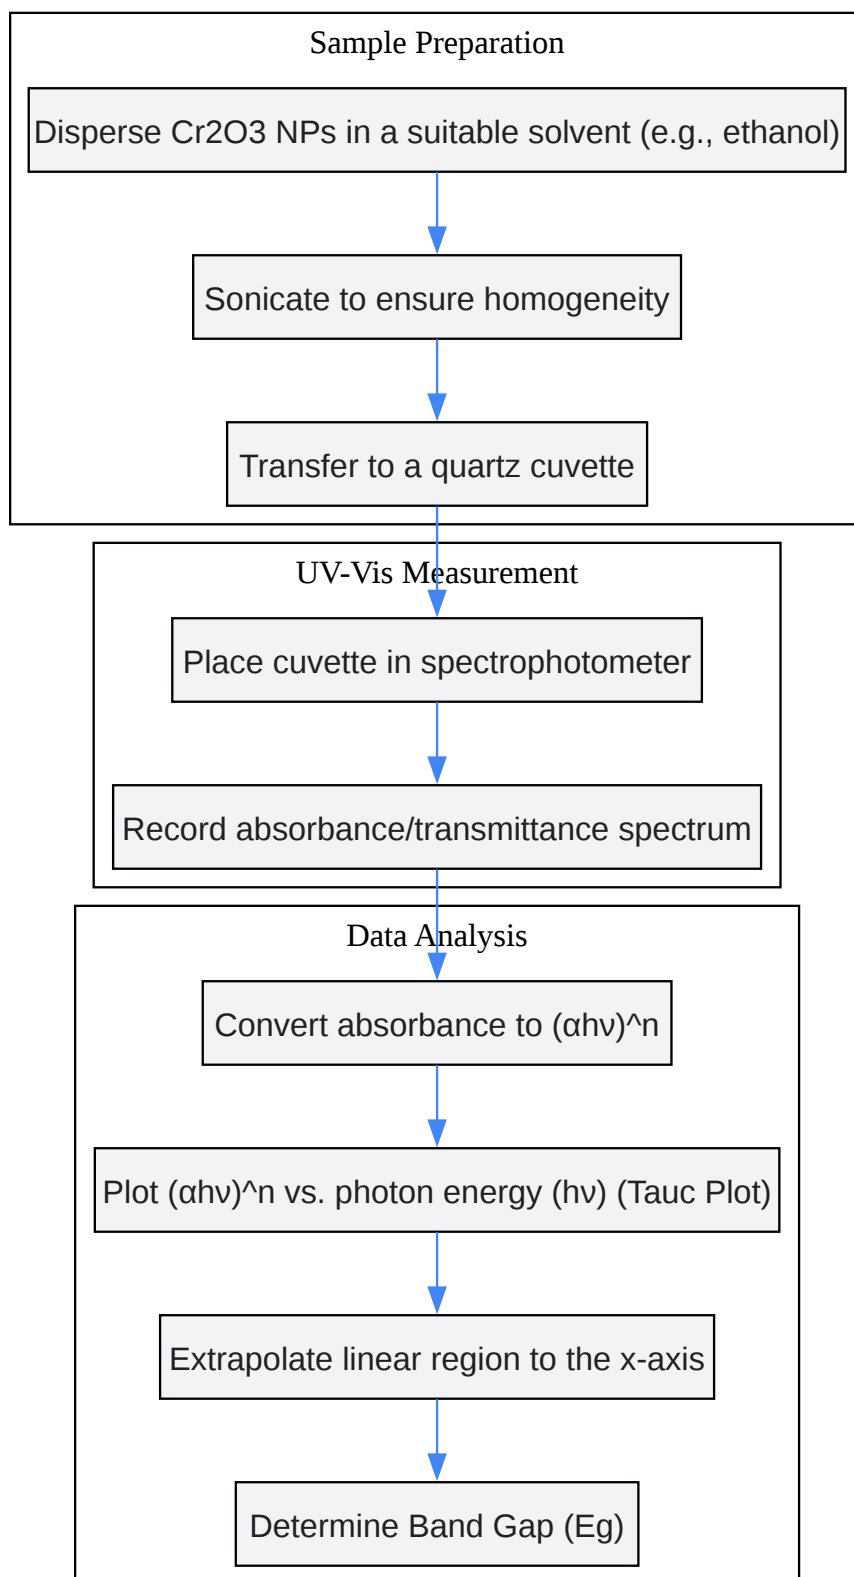 Sample Preparation
Disperse Cr2O3 NPs in a suitable solvent (e.g., ethanol)
Sonicate to ensure homogeneity
Transfer to a quartz cuvette
UV-Vis Measurement
Place cuvette in spectrophotometer
Record absorbance/transmittance spectrum
Data Analysis
Convert absorbance to (αhν)^n
Plot (αhν)^n vs. photon energy (hν) (Tauc Plot)
Extrapolate linear region to the x-axis
Determine Band Gap (Eg)